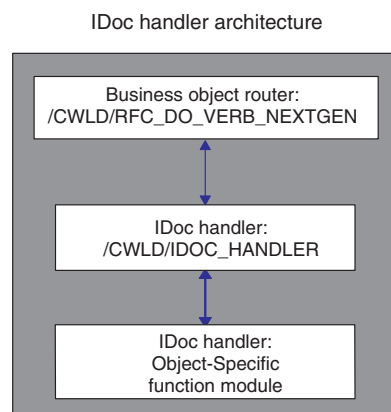 IDoc handler architecture
Business object router:
/CWLD/RFC_DO_VERB_NEXTGEN
IDoc handler:
/CWLD/IDOC_HANDLER
IDoc handler:
Object-Specific
function module